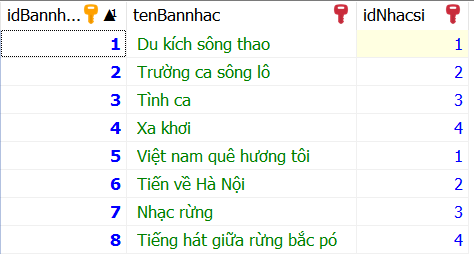 idBannh... 1 tenBannhac idNhacsi
1 Du kích sông thao 1
2 Trường ca sông lô 2
3 Tình ca 3
4 Xa khơi 4
5 Việt nam quê hương tôi 1
6 Tiến về Hà Nội 2
7 Nhạc rừng 3
8 Tiếng hát giữa rừng bắc pó 4